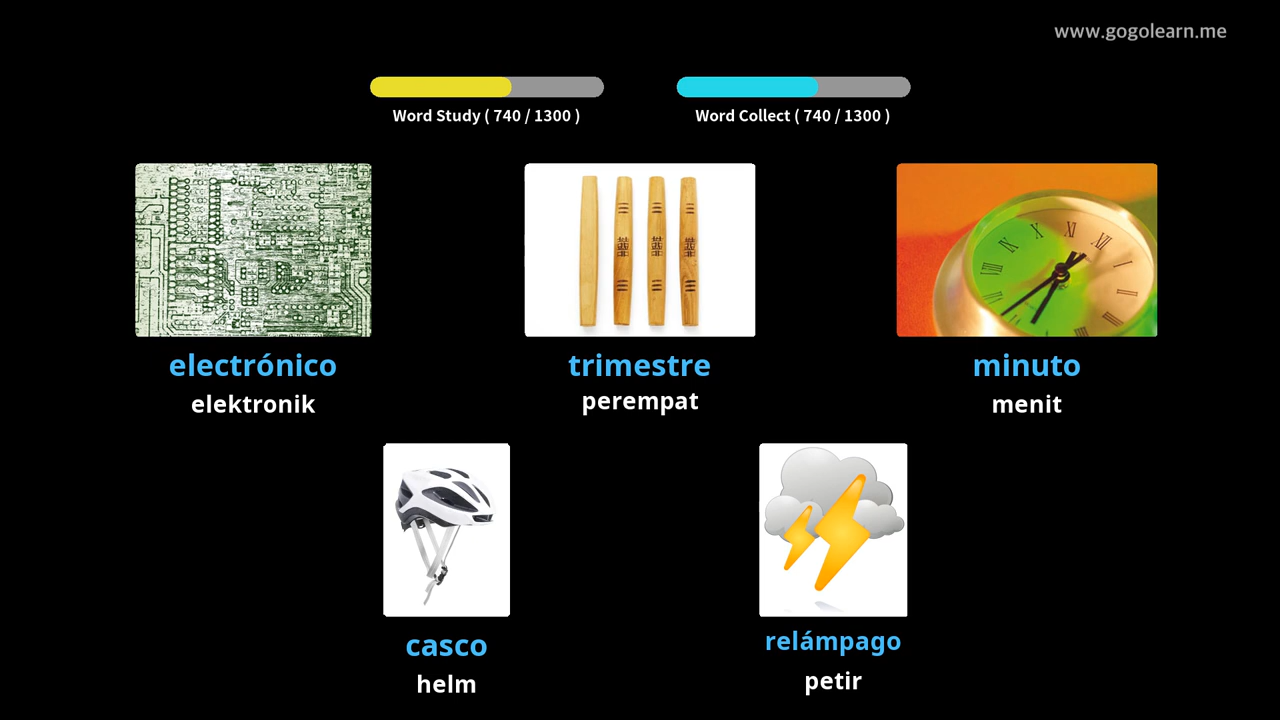 www.gogolearn.me
Word Study ( 740 / 1300 )
Word Collect ( 740 / 1300 )
electrónico
elektronik
trimestre
perempat
minuto
menit
casco
helm
relámpago
petir